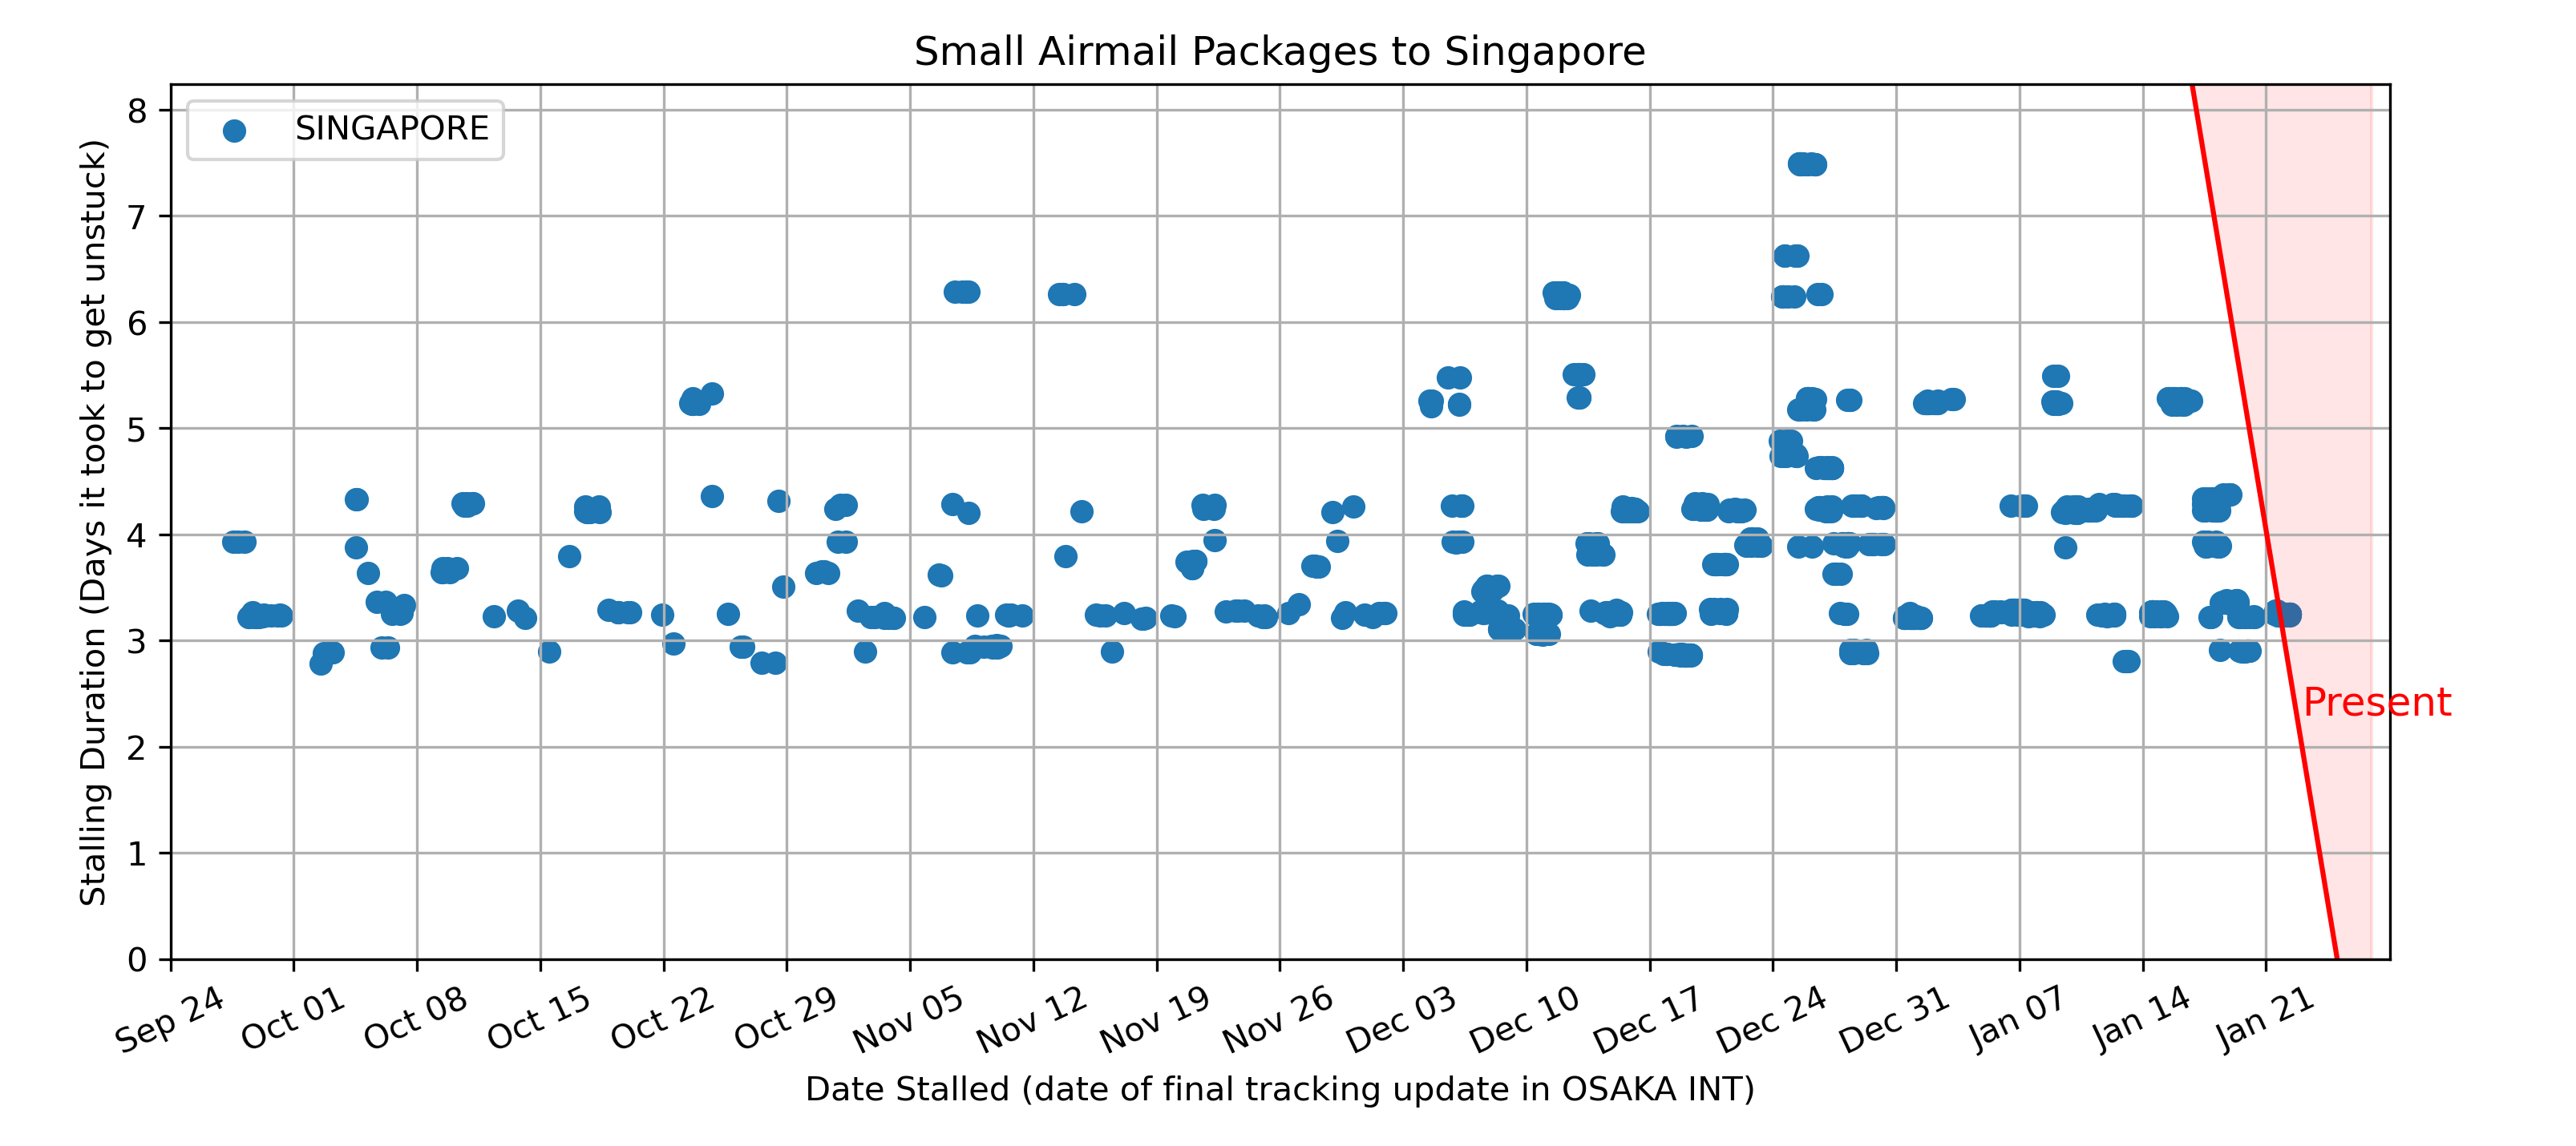 Small Airmail Packages to Singapore
SINGAPORE
Stalling Duration (Days it took to get unstuck)
8
7
6
5
4
3
2
1
0
Present
Sep 24
Oct 01
Oct 08
Oct 15
Oct 22
Oct 29
Nov 05
Nov 12
Nov 19
Nov 26
Dec 03
Dec 10
Dec 17
Dec 24
Dec 31
Jan 07
Jan 14
Jan 21
Date Stalled (date of final tracking update in OSAKA INT)